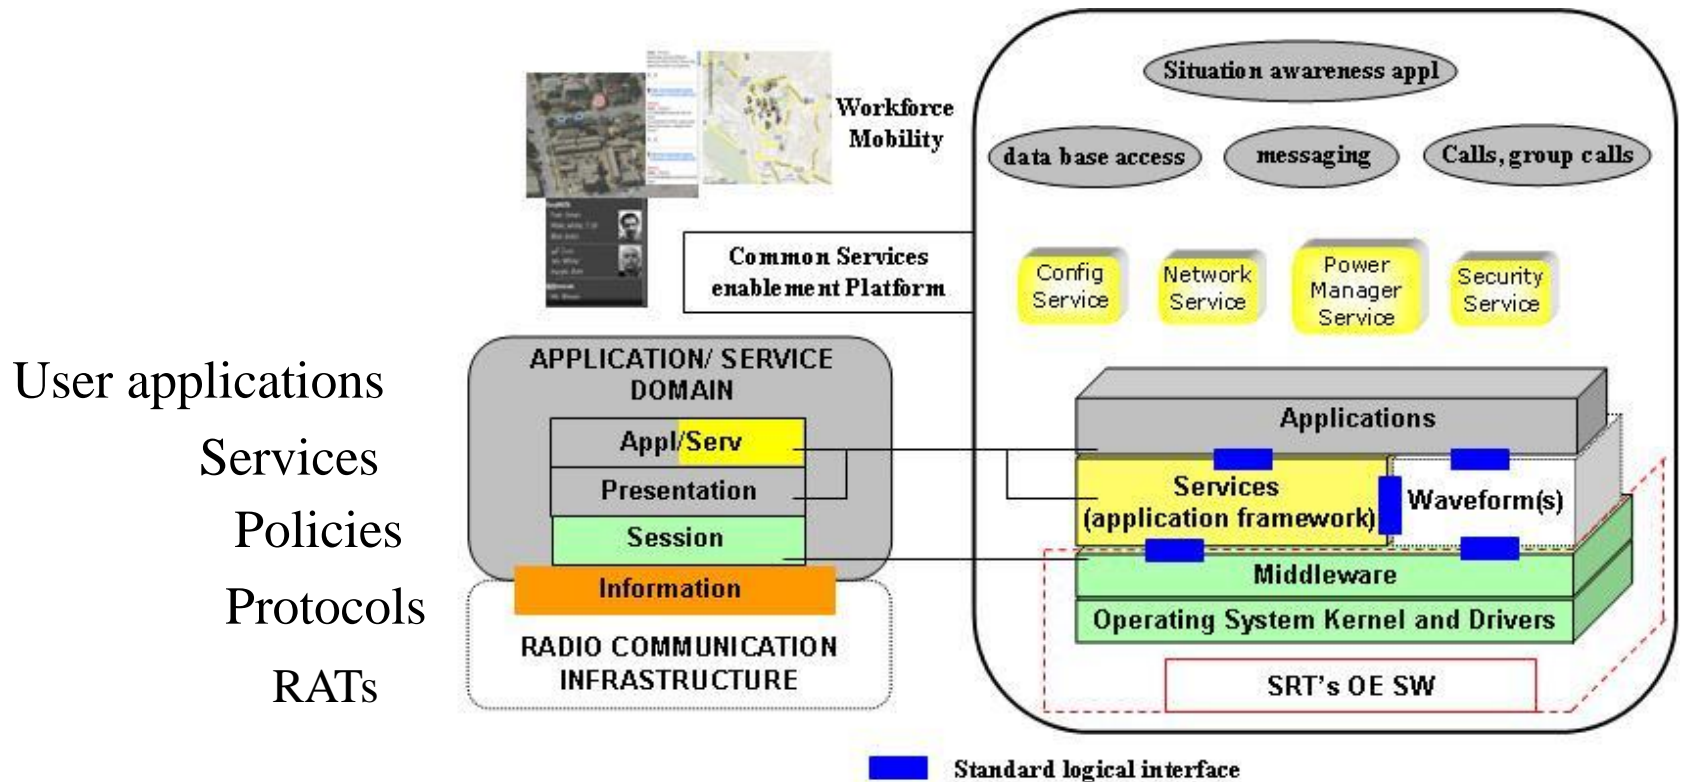 Situation awareness appl
Workforce
Mobility
data base access
messaging
Calls, group calls
Common Services
enablement Platform
Config
Service
Network
Service
Power
Manager
Service
Security
Service
User applications
Services
Policies
Protocols
RATs
APPLICATION/ SERVICE
DOMAIN
Appl/Serv
Presentation
Session
Information
RADIO COMMUNICATION
INFRASTRUCTURE
Applications
Services
(application framework)
Waveform(s)
Middleware
Operating System Kernel and Drivers
SRT's OE SW
Standard logical interface